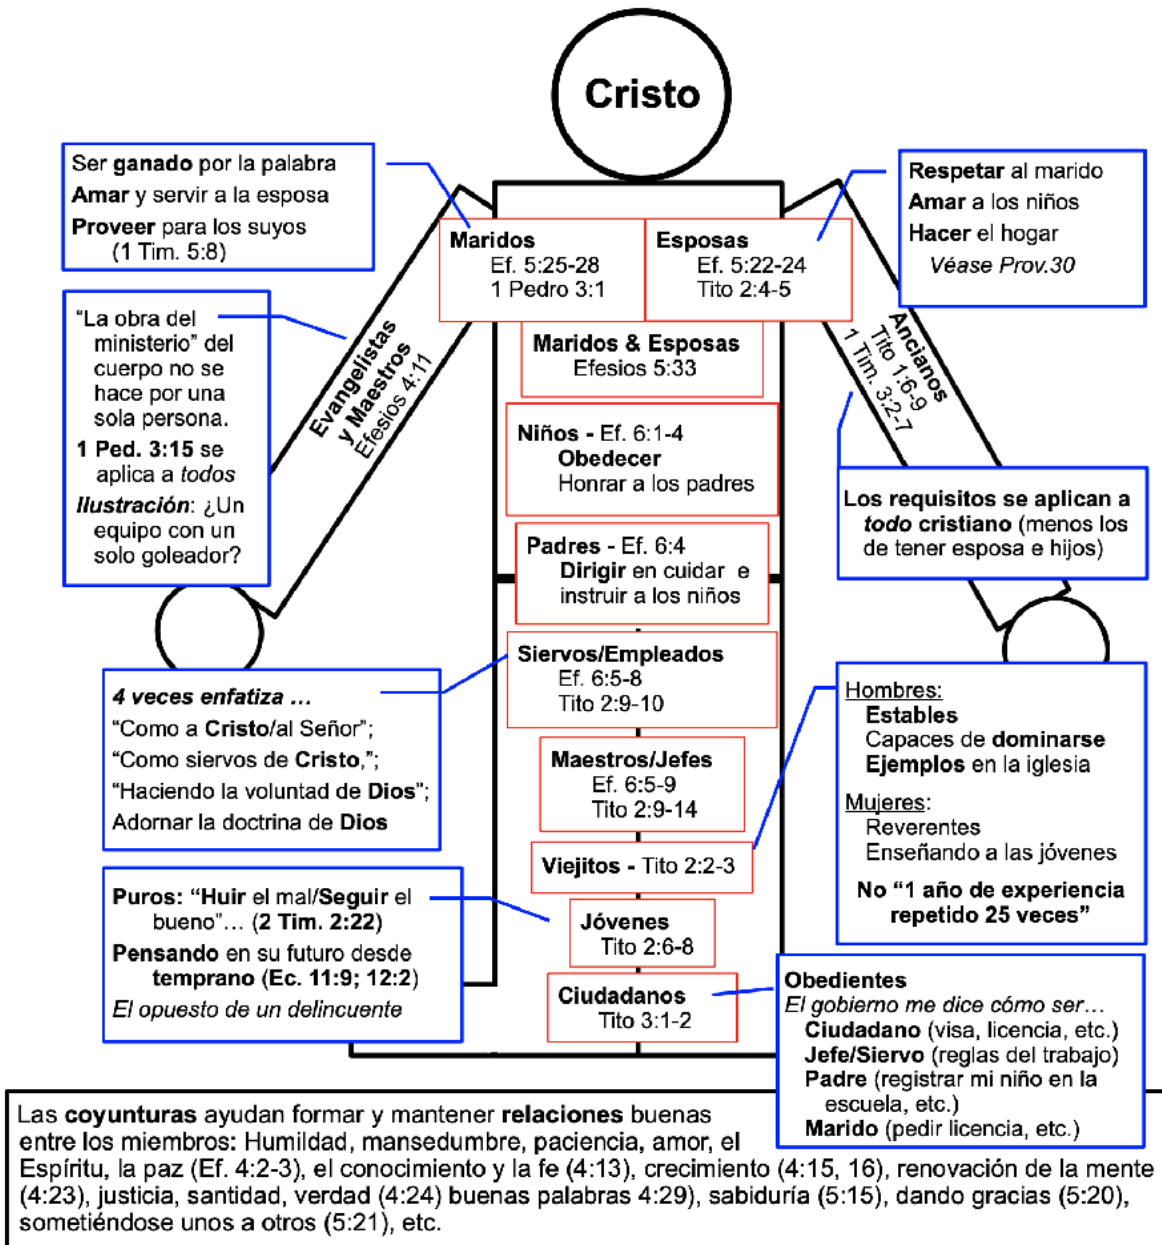 Cristo
Ser ganado por la palabra
Amar y servir a la esposa
Proveer para los suyos
(1 Tim. 5:8)
Respetar al marido
Amar a los niños
Hacer el hogar
Véase Prov.30
Maridos
Ef. 5:25-28
1 Pedro 3:1
Esposas
Ef. 5:22-24
Tito 2:4-5
"La obra del
ministerio" del
cuerpo no se
hace por una
sola persona.
1 Ped. 3:15 se
aplica a todos
Ilustración: ¿Un
equipo con un
solo goleador?
Evangelistas
y Maestros
Efesios 4:11
Maridos & Esposas
Efesios 5:33
Ancianos
Tito 1:6-9
1 Tim. 3:2-7
Niños - Ef. 6:1-4
Obedecer
Honrar a los padres
Los requisitos se aplican a
todo cristiano (menos los
de tener esposa e hijos)
Padres - Ef. 6:4
Dirigir en cuidar e
instruir a los niños
Siervos/Empleados
Ef. 6:5-8
Tito 2:9-10
4 veces enfatiza ...
"Como a Cristo/al Señor";
"Como siervos de Cristo,";
"Haciendo la voluntad de Dios";
Adornar la doctrina de Dios
Hombres:
Estables
Capaces de dominarse
Ejemplos en la iglesia
Mujeres:
Reverentes
Enseñando a las jóvenes
No "1 año de experiencia
repetido 25 veces"
Maestros/Jefes
Ef. 6:5-9
Tito 2:9-14
Viejitos - Tito 2:2-3
Puros: "Huir el mal/Seguir el
bueno"... (2 Tim. 2:22)
Pensando en su futuro desde
temprano (Ec. 11:9; 12:2)
El opuesto de un delincuente
Jóvenes
Tito 2:6-8
Ciudadanos
Tito 3:1-2
Obedientes
El gobierno me dice cómo ser...
Ciudadano (visa, licencia, etc.)
Jefe/Siervo (reglas del trabajo)
Padre (registrar mi niño en la
escuela, etc.)
Marido (pedir licencia, etc.)
Las coyunturas ayudan formar y mantener relaciones buenas
entre los miembros: Humildad, mansedumbre, paciencia, amor, el
Espíritu, la paz (Ef. 4:2-3), el conocimiento y la fe (4:13), crecimiento (4:15, 16), renovación de la mente
(4:23), justicia, santidad, verdad (4:24) buenas palabras 4:29), sabiduría (5:15), dando gracias (5:20),
sometiéndose unos a otros (5:21), etc.